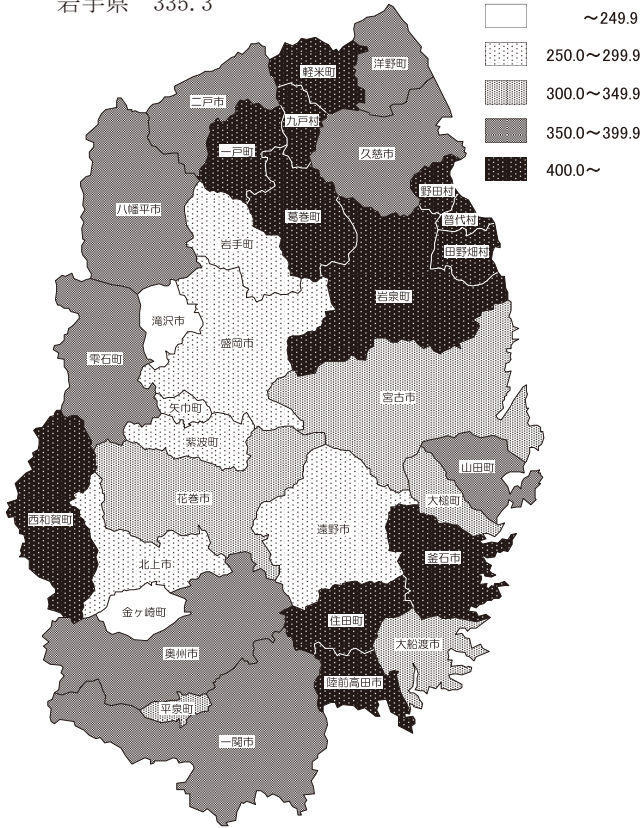 岩手県　335.3
～249.9
250.0～299.9
300.0～349.9
350.0～399.9
400.0～
軽米町
洋野町
二戸市
九戸村
一戸町
久慈市
野田村
八幡平市
葛巻町
普代村
岩手町
田野畑村
岩泉町
滝沢市
盛岡市
雫石町
宮古市
矢巾町
紫波町
山田町
花巻市
大槌町
西和賀町
遠野市
釜石市
北上市
金ヶ崎町
住田町
大船渡市
奥州市
陸前高田市
平泉町
一関市